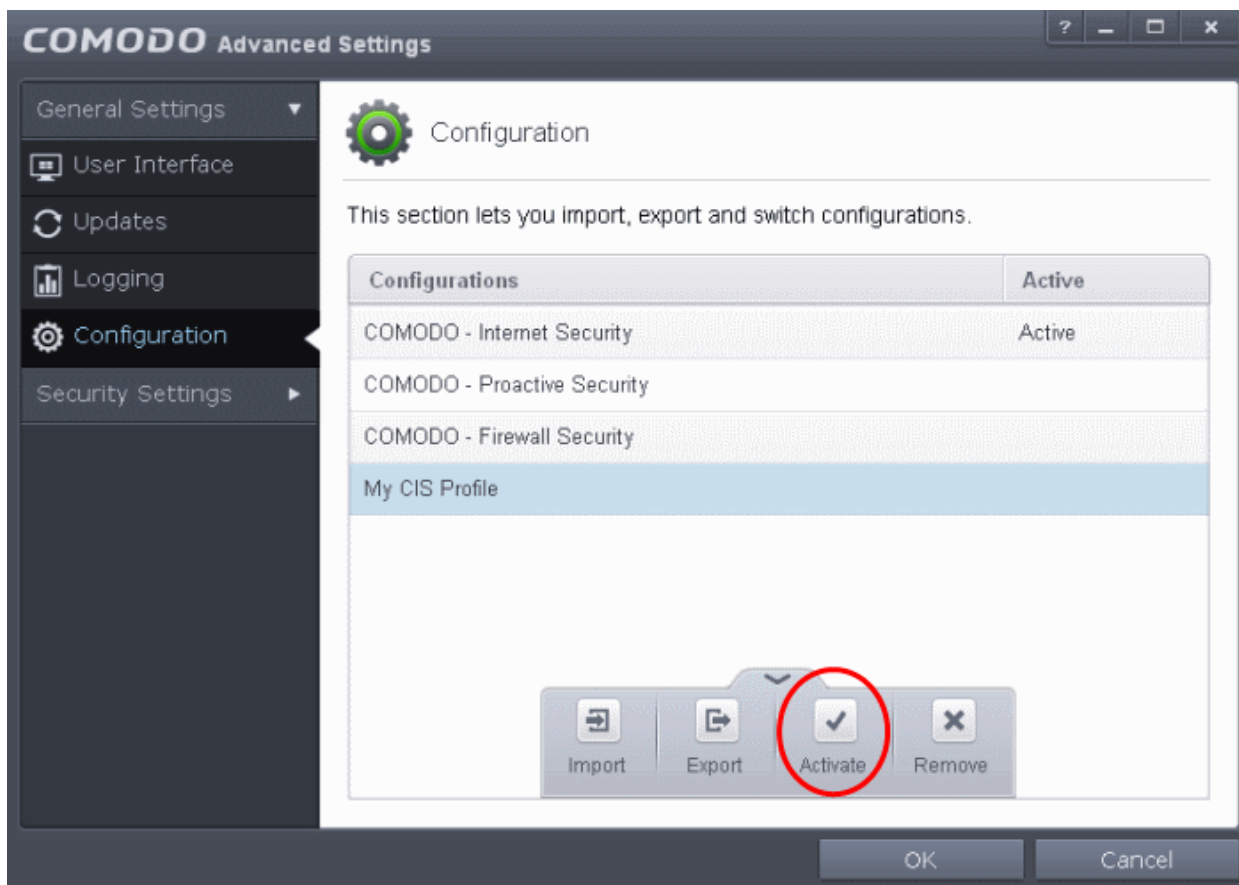 COMODO Advanced Settings
General Settings
User Interface
Updates
Logging
Configuration
Security Settings
Configuration
This section lets you import, export and switch configurations.
Configurations Active
COMODO - Internet Security Active
COMODO - Proactive Security
COMODO - Firewall Security
My CIS Profile
Import Export Activate Remove
OK Cancel